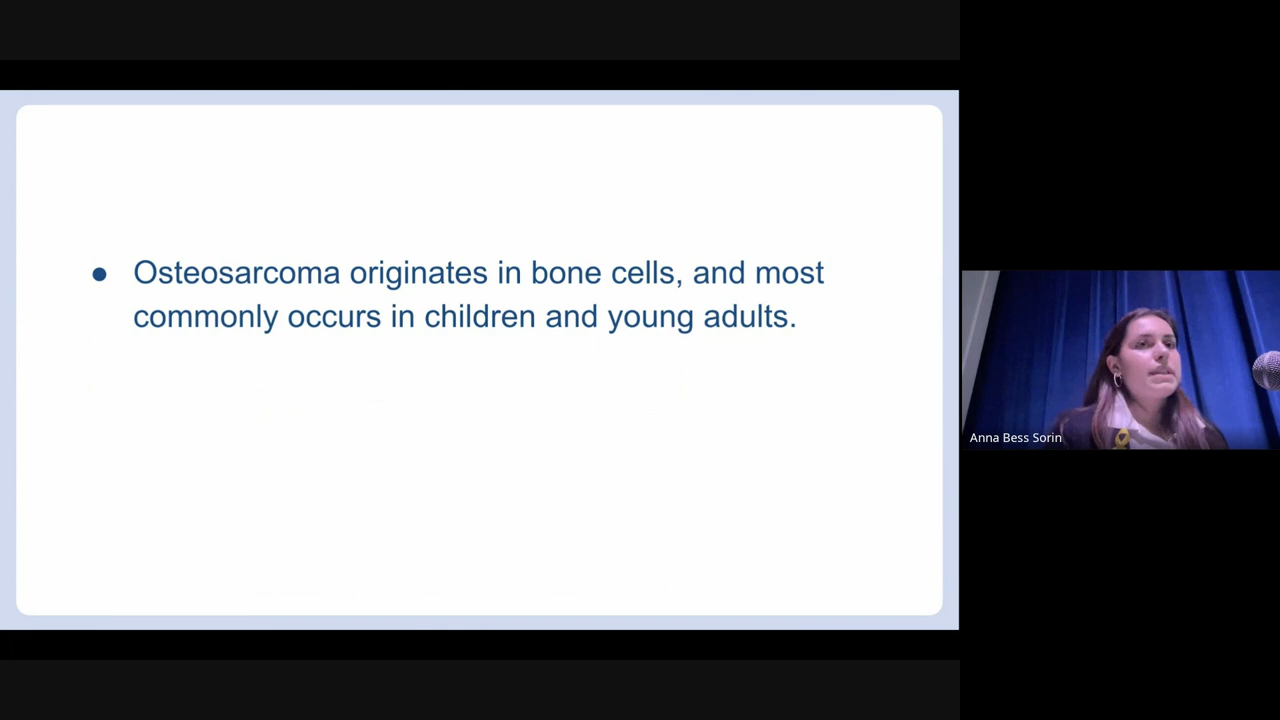 ● Osteosarcoma originates in bone cells, and most
commonly occurs in children and young adults.
Anna Bess Sorin